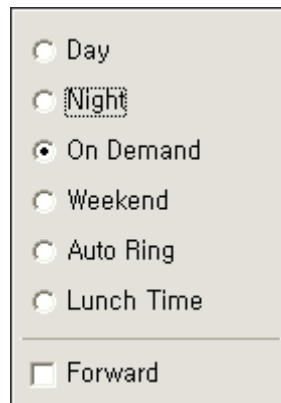 Day
Night
On Demand
Weekend
Auto Ring
Lunch Time
Forward